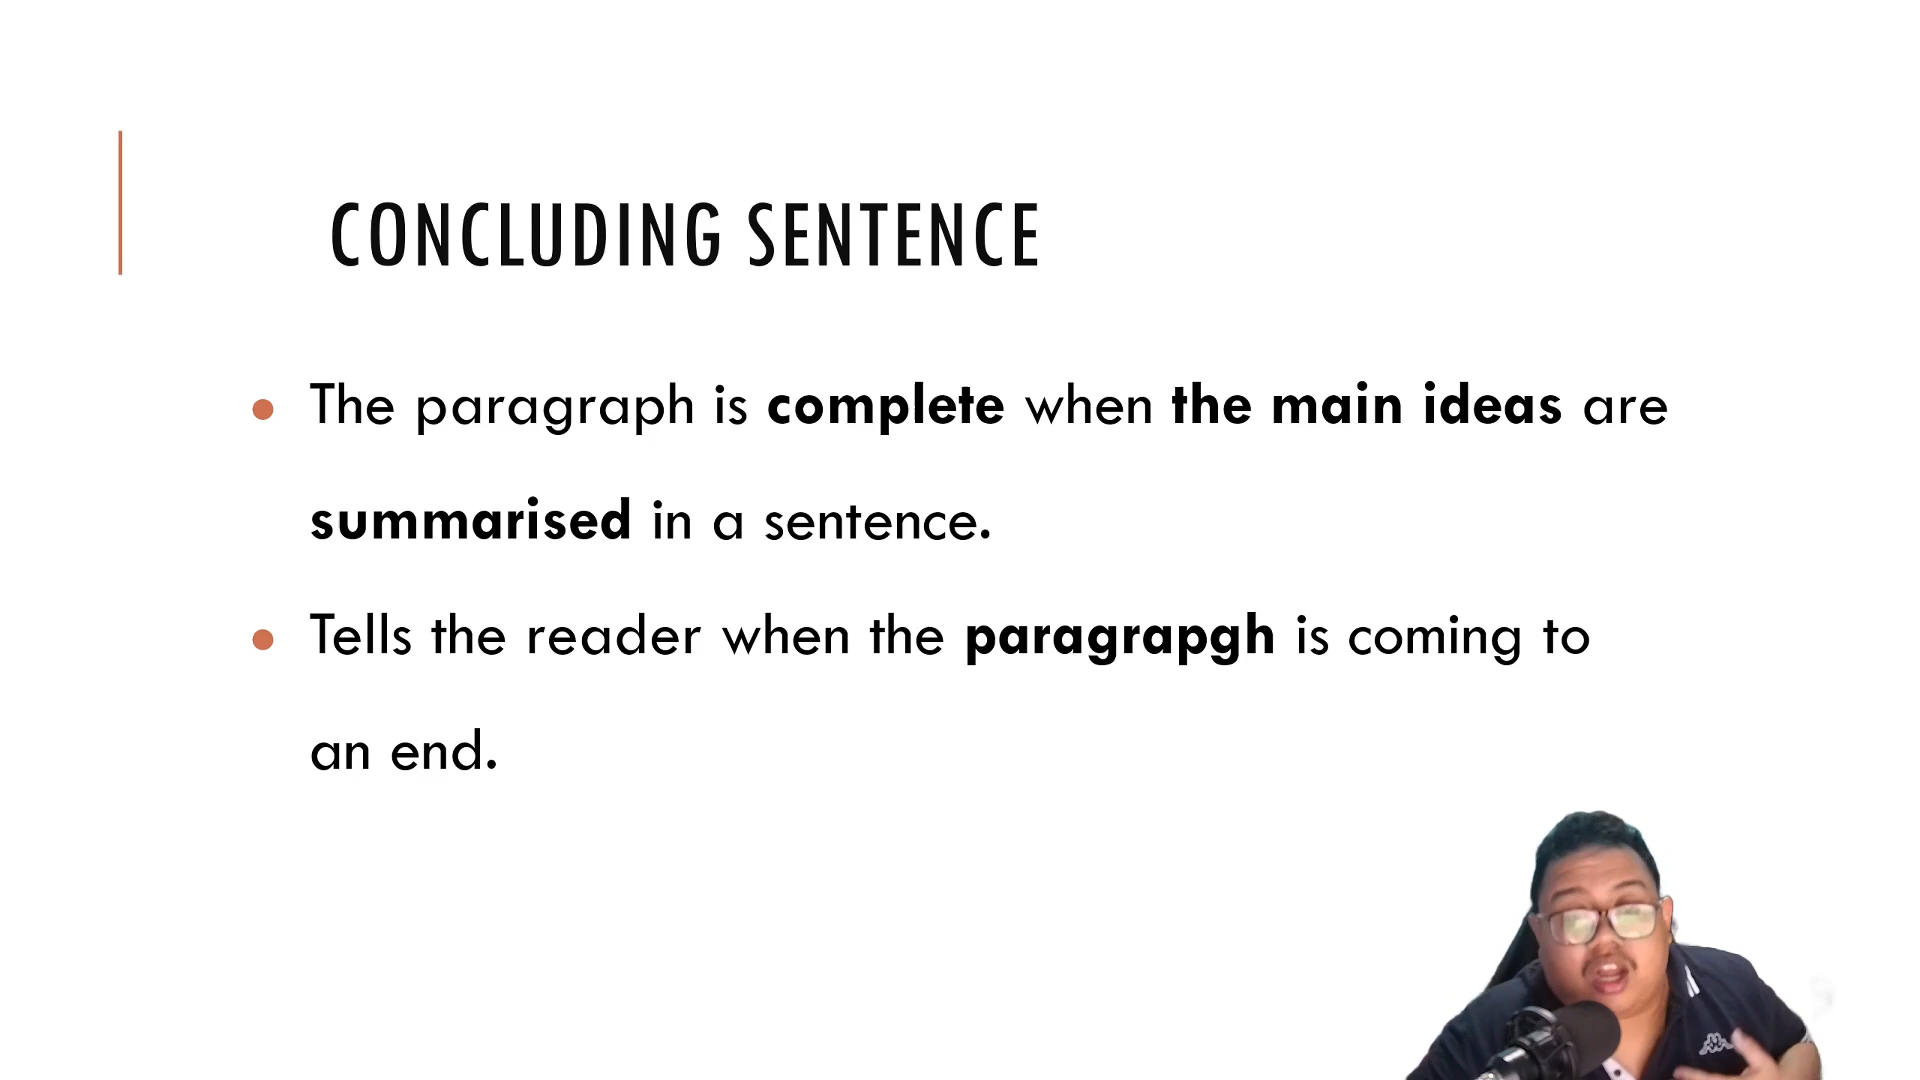 CONCLUDING SENTENCE
The paragraph is complete when the main ideas are
summarised in a sentence.
Tells the reader when the paragrapgh is coming to
an end.